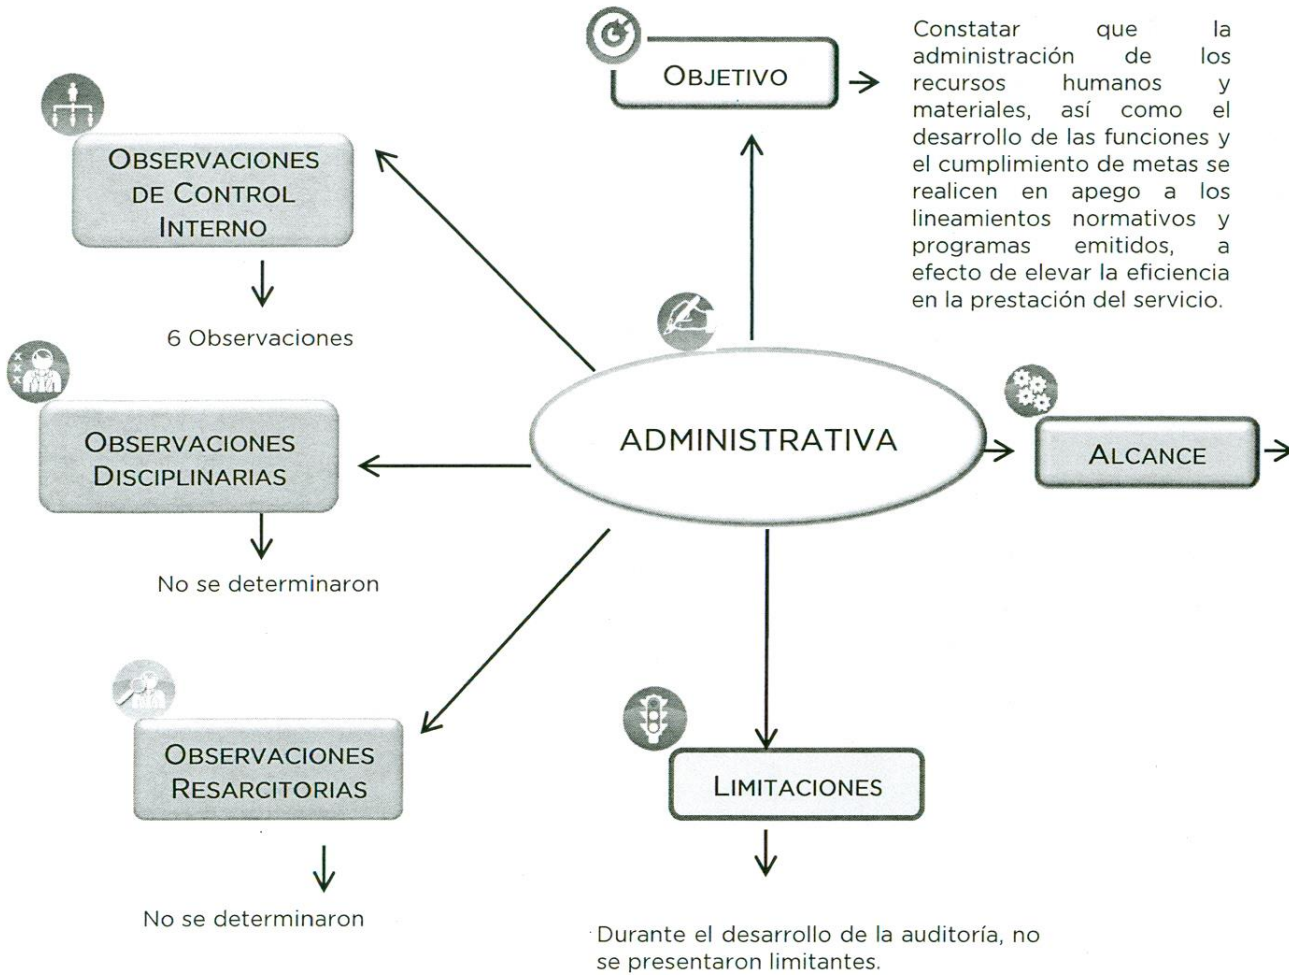 OBJETIVO
Constatar que la
administración de los
recursos humanos y
materiales, así como el
desarrollo de las funciones y
el cumplimiento de metas se
realicen en apego a los
lineamientos normativos y
programas emitidos, a
efecto de elevar la eficiencia
en la prestación del servicio.
OBSERVACIONES
DE CONTROL
INTERNO
6 Observaciones
OBSERVACIONES
DISCIPLINARIAS
No se determinaron
ADMINISTRATIVA
ALCANCE
OBSERVACIONES
RESARCITORIAS
No se determinaron
LIMITACIONES
Durante el desarrollo de la auditoría, no
se presentaron limitantes.